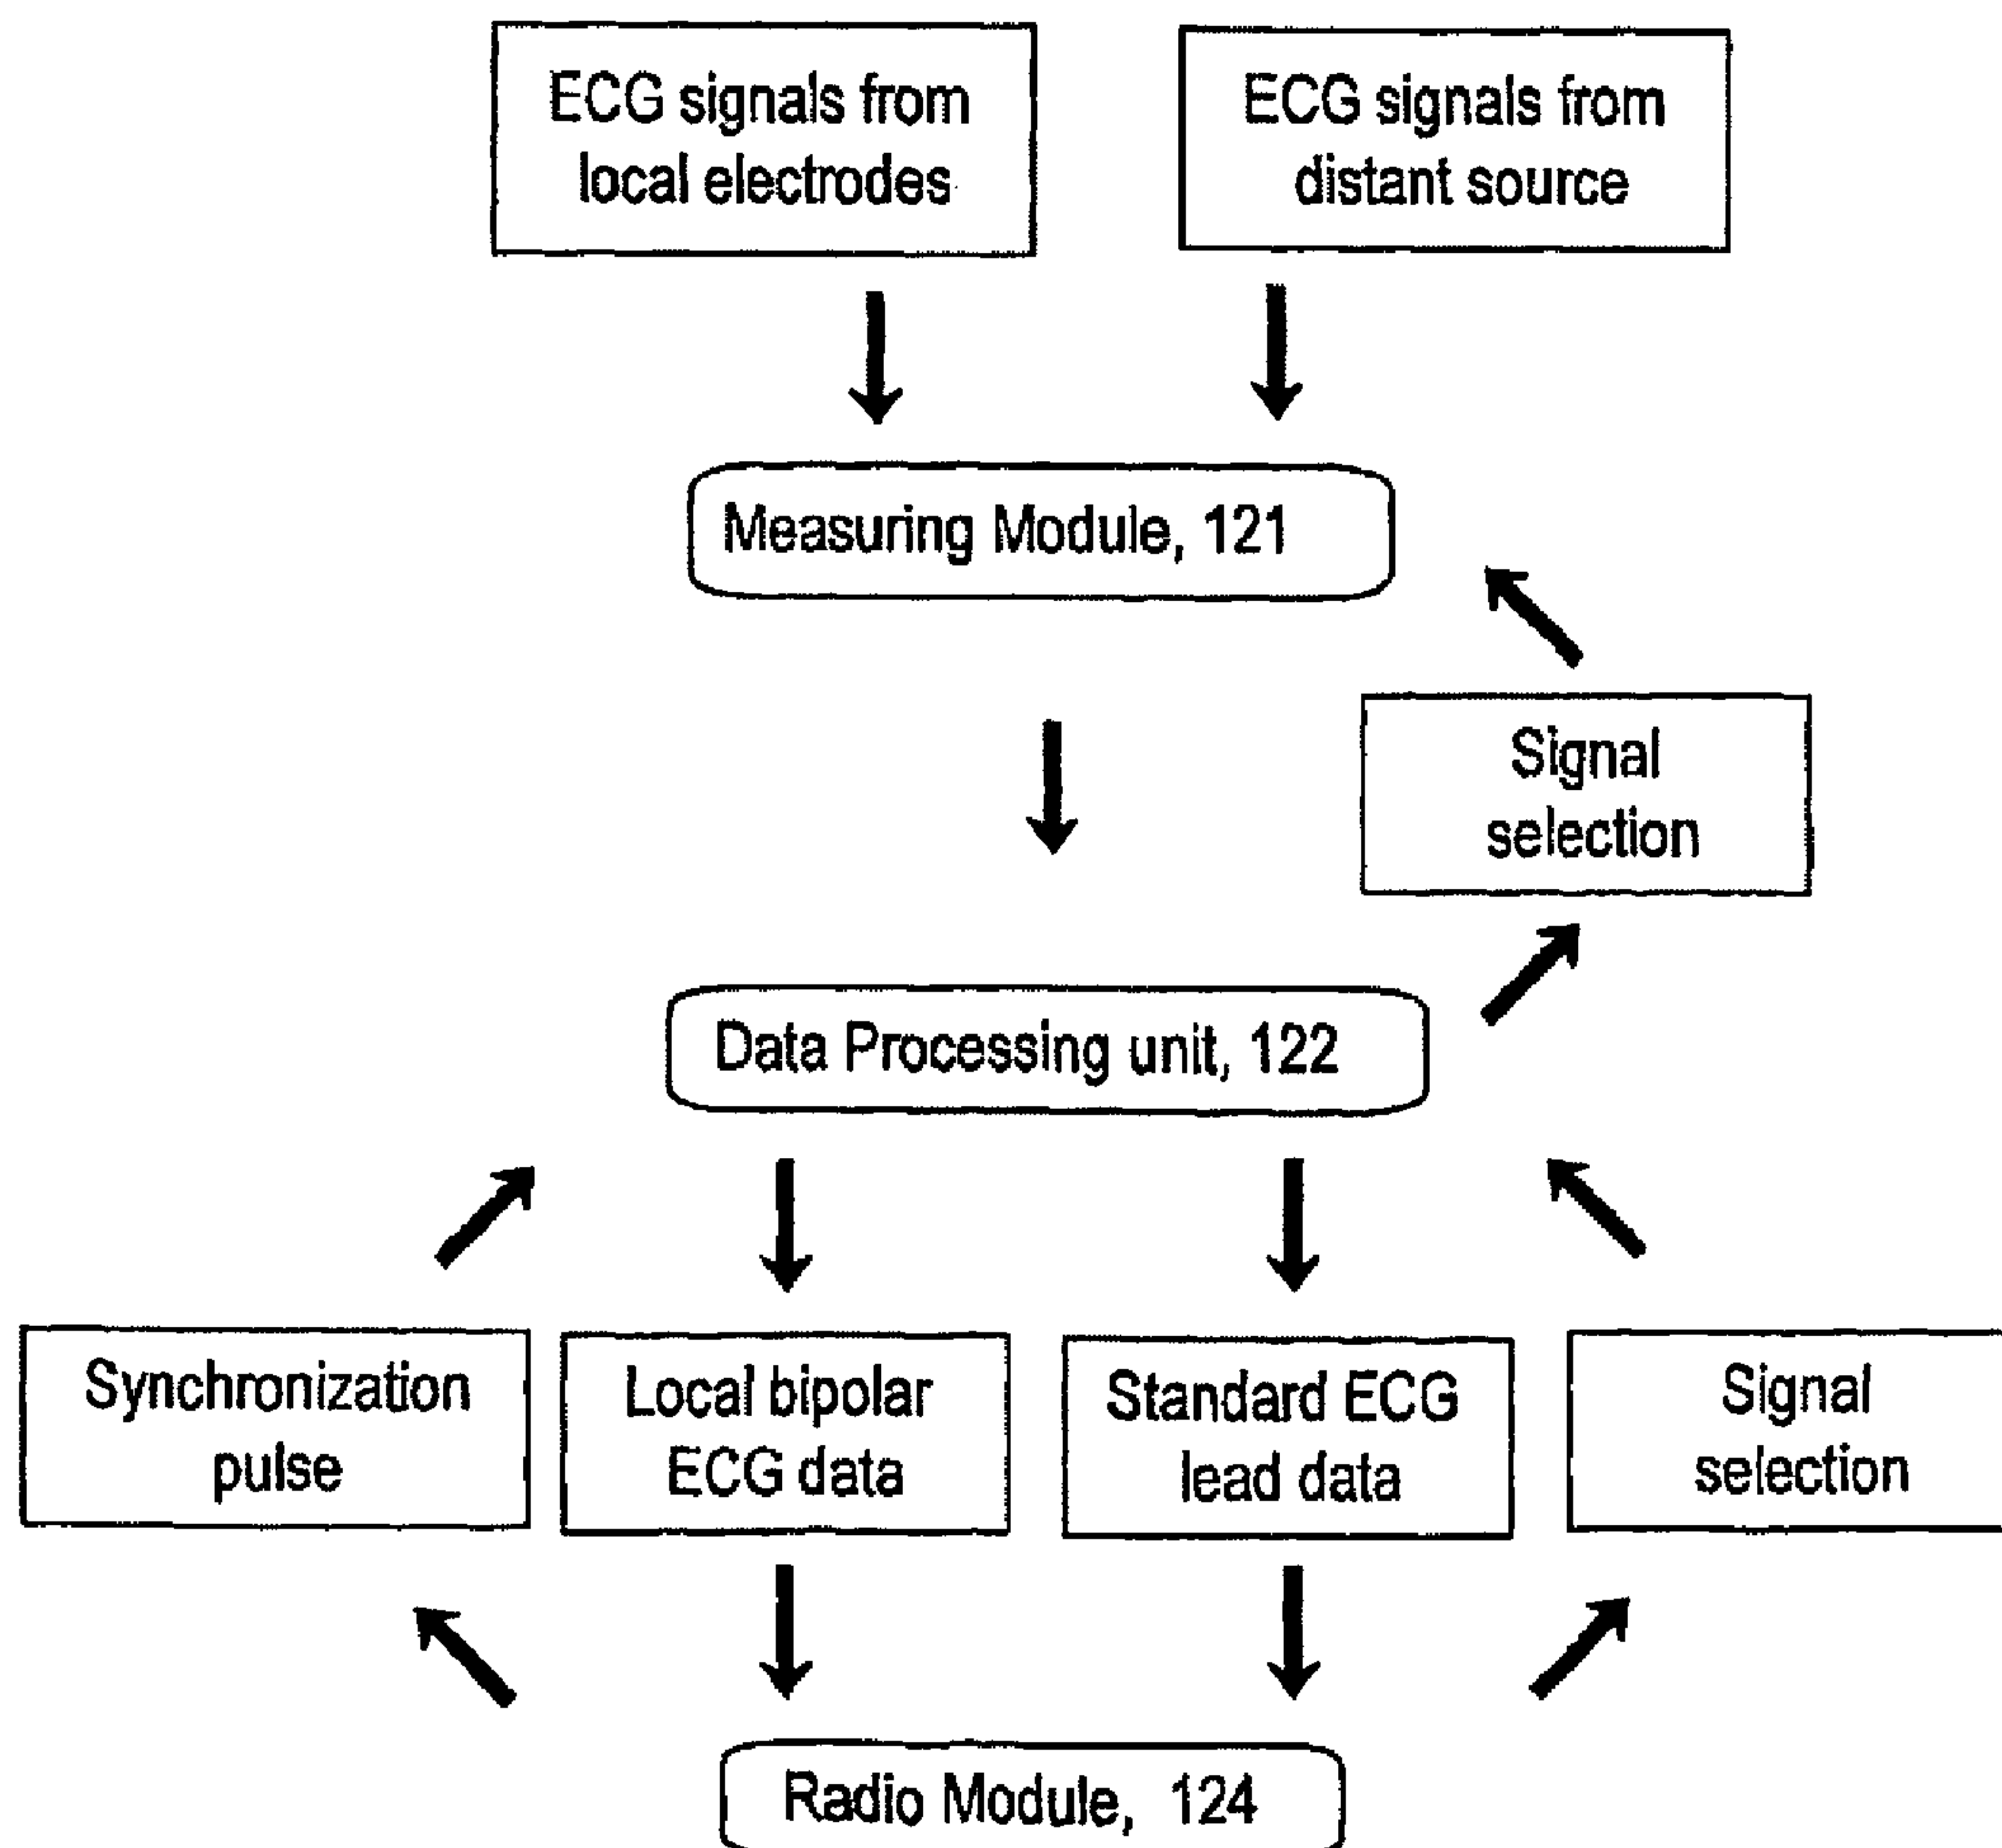 ECG signals from
local electrodes
ECG signals from
distant source
Measuring Module, 121
Signal
selection
Data Processing unit, 122
Synchronization
pulse
Local bipolar
ECG data
Standard ECG
lead data
Signal
selection
Radio Module, 124